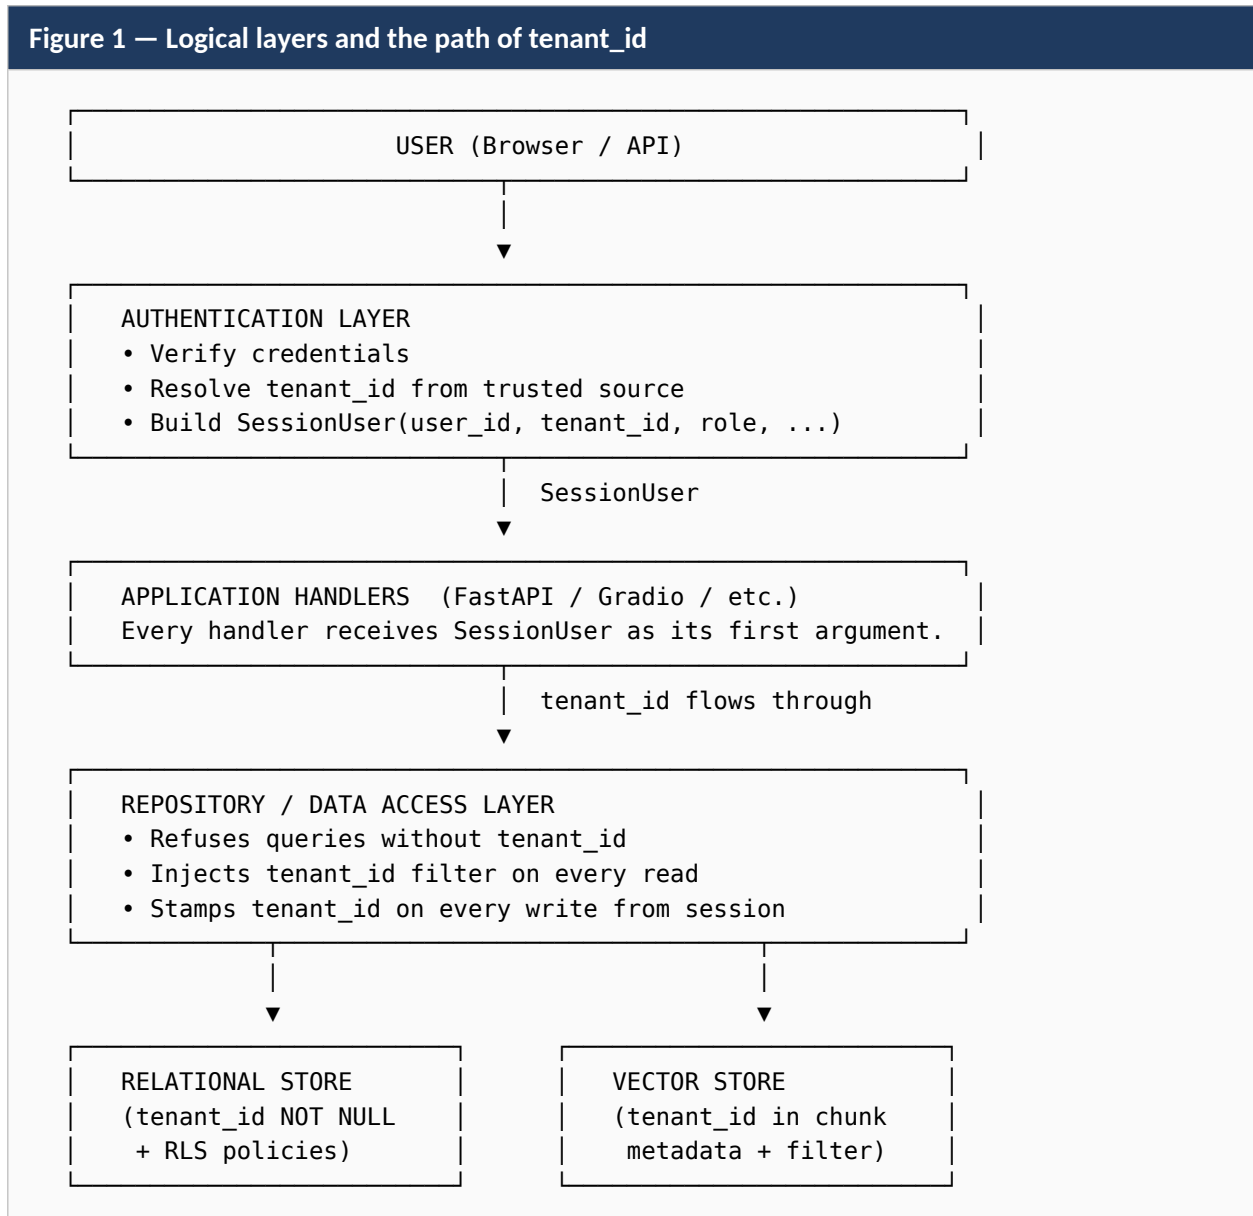 Figure 1 — Logical layers and the path of tenant_id
USER (Browser / API)
AUTHENTICATION LAYER
• Verify credentials
• Resolve tenant_id from trusted source
• Build SessionUser(user_id, tenant_id, role, ...)
SessionUser
APPLICATION HANDLERS  (FastAPI / Gradio / etc.)
Every handler receives SessionUser as its first argument.
tenant_id flows through
REPOSITORY / DATA ACCESS LAYER
• Refuses queries without tenant_id
• Injects tenant_id filter on every read
• Stamps tenant_id on every write from session
RELATIONAL STORE
(tenant_id NOT NULL
+ RLS policies)
VECTOR STORE
(tenant_id in chunk
metadata + filter)